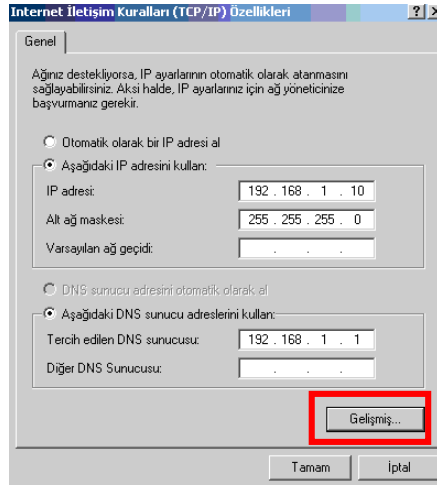 Internet İletişim Kuralları (TCP/IP) Özellikleri
Genel
Ağınız destekliyorsa, IP ayarlarının otomatik olarak atanmasını
sağlayabilirsiniz. Aksi halde, IP ayarlarınız için ağ yöneticinize
başvurmanız gerekir.
Otomatik olarak bir IP adresi al
Aşağıdaki IP adresini kullan:
IP adresi: 192 . 168 . 1 . 10
Alt ağ maskesi: 255 . 255 . 255 . 0
Varsayılan ağ geçidi: . . .
DNS sunucu adresini otomatik olarak al
Aşağıdaki DNS sunucu adreslerini kullan:
Tercih edilen DNS sunucusu: 192 . 168 . 1 . 1
Diğer DNS Sunucusu: . . .
Gelişmiş...
Tamam İptal